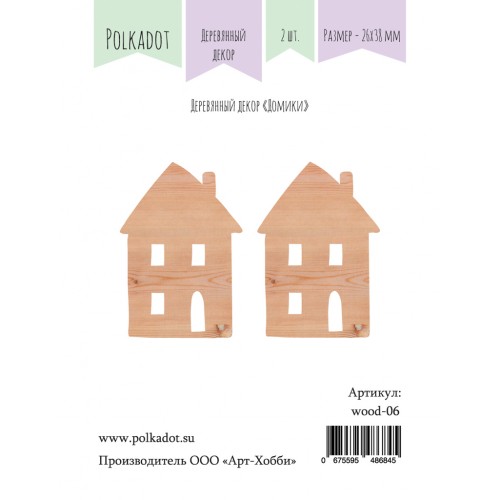 Polkadot
Деревянный
декор
2 шт.
Размер - 26х38 мм
Деревянный декор «Домики»
Артикул:
wood-06
www.polkadot.su
Производитель ООО «Арт-Хобби»
0 675595 486845